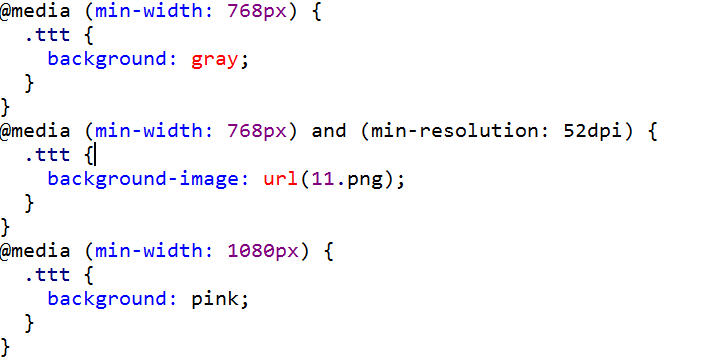 @media (min-width: 768px) {
  .ttt {
    background: gray;
  }
}
@media (min-width: 768px) and (min-resolution: 52dpi) {
  .ttt {
    background-image: url(11.png);
  }
}
@media (min-width: 1080px) {
  .ttt {
    background: pink;
  }
}